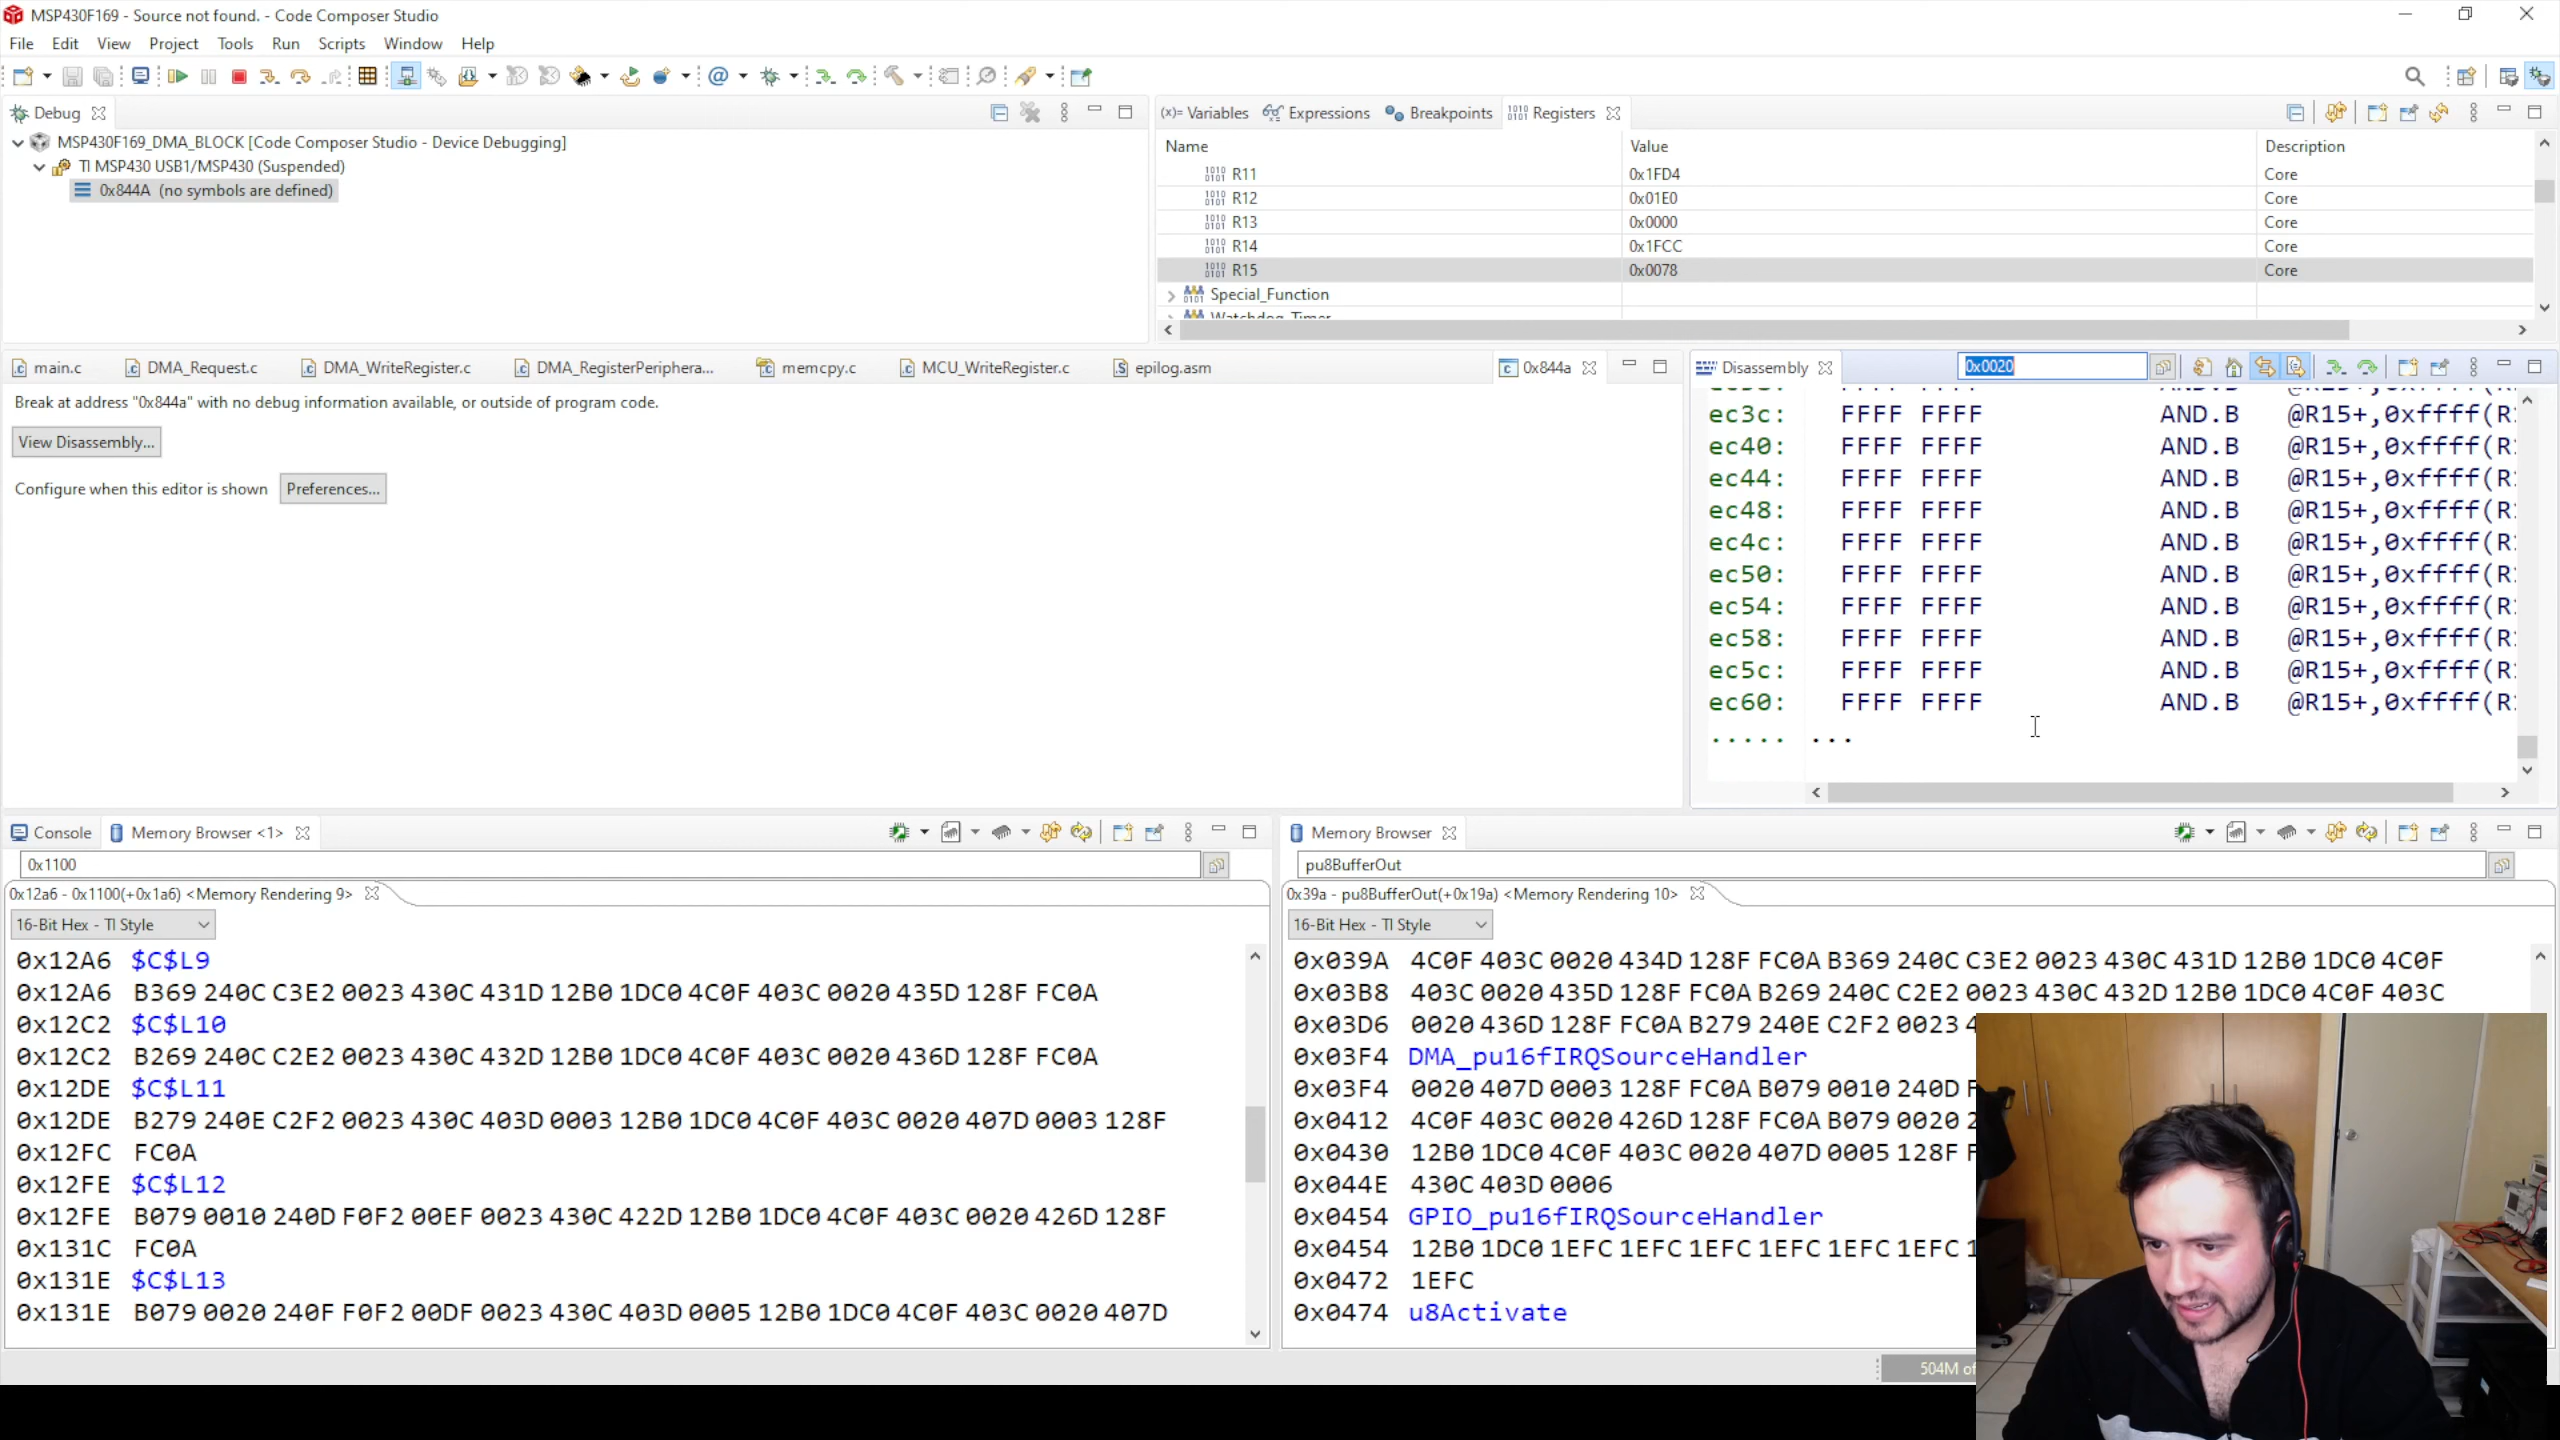 MSP430F169 - Source not found. - Code Composer Studio
File Edit View Project Tools Run Scripts Window Help
Debug
MSP430F169_DMA_BLOCK [Code Composer Studio - Device Debugging]
TI MSP430 USB1/MSP430 (Suspended)
0x844A (no symbols are defined)
(x)= Variables Expressions Breakpoints Registers
Name Value Description
R11 0x1FD4 Core
R12 0x01E0 Core
R13 0x0000 Core
R14 0x1FCC Core
R15 0x0078 Core
Special_Function
Watchdog_Timer
main.c DMA_Request.c DMA_WriteRegister.c DMA_RegisterPeriphera... memcpy.c MCU_WriteRegister.c epilog.asm 0x844a
Break at address "0x844a" with no debug information available, or outside of program code.
View Disassembly...
Configure when this editor is shown Preferences...
Disassembly 0x0020
ec3c: FFFF FFFF AND.B @R15+,0xffff(R
ec40: FFFF FFFF AND.B @R15+,0xffff(R
ec44: FFFF FFFF AND.B @R15+,0xffff(R
ec48: FFFF FFFF AND.B @R15+,0xffff(R
ec4c: FFFF FFFF AND.B @R15+,0xffff(R
ec50: FFFF FFFF AND.B @R15+,0xffff(R
ec54: FFFF FFFF AND.B @R15+,0xffff(R
ec58: FFFF FFFF AND.B @R15+,0xffff(R
ec5c: FFFF FFFF AND.B @R15+,0xffff(R
ec60: FFFF FFFF AND.B @R15+,0xffff(R
..... ...
Console Memory Browser <1>
0x1100
0x12a6 - 0x1100(+0x1a6) <Memory Rendering 9>
16-Bit Hex - TI Style
0x12A6 $C$L9
0x12A6 B369 240C C3E2 0023 430C 431D 12B0 1DC0 4C0F 403C 0020 435D 128F FC0A
0x12C2 $C$L10
0x12C2 B269 240C C2E2 0023 430C 432D 12B0 1DC0 4C0F 403C 0020 436D 128F FC0A
0x12DE $C$L11
0x12DE B279 240E C2F2 0023 430C 403D 0003 12B0 1DC0 4C0F 403C 0020 407D 0003 128F
0x12FC FC0A
0x12FE $C$L12
0x12FE B079 0010 240D F0F2 00EF 0023 430C 422D 12B0 1DC0 4C0F 403C 0020 426D 128F
0x131C FC0A
0x131E $C$L13
0x131E B079 0020 240F F0F2 00DF 0023 430C 403D 0005 12B0 1DC0 4C0F 403C 0020 407D
Memory Browser
pu8BufferOut
0x39a - pu8BufferOut(+0x19a) <Memory Rendering 10>
16-Bit Hex - TI Style
0x039A 4C0F 403C 0020 434D 128F FC0A B369 240C C3E2 0023 430C 431D 12B0 1DC0 4C0F
0x03B8 403C 0020 435D 128F FC0A B269 240C C2E2 0023 430C 432D 12B0 1DC0 4C0F 403C
0x03D6 0020 436D 128F FC0A B279 240E C2F2 0023 4
0x03F4 DMA_pu16fIRQSourceHandler
0x03F4 0020 407D 0003 128F FC0A B079 0010 240D F
0x0412 4C0F 403C 0020 426D 128F FC0A B079 0020 2
0x0430 12B0 1DC0 4C0F 403C 0020 407D 0005 128F F
0x044E 430C 403D 0006
0x0454 GPIO_pu16fIRQSourceHandler
0x0454 12B0 1DC0 1EFC 1EFC 1EFC 1EFC 1EFC 1EFC 1
0x0472 1EFC
0x0474 u8Activate
504M of